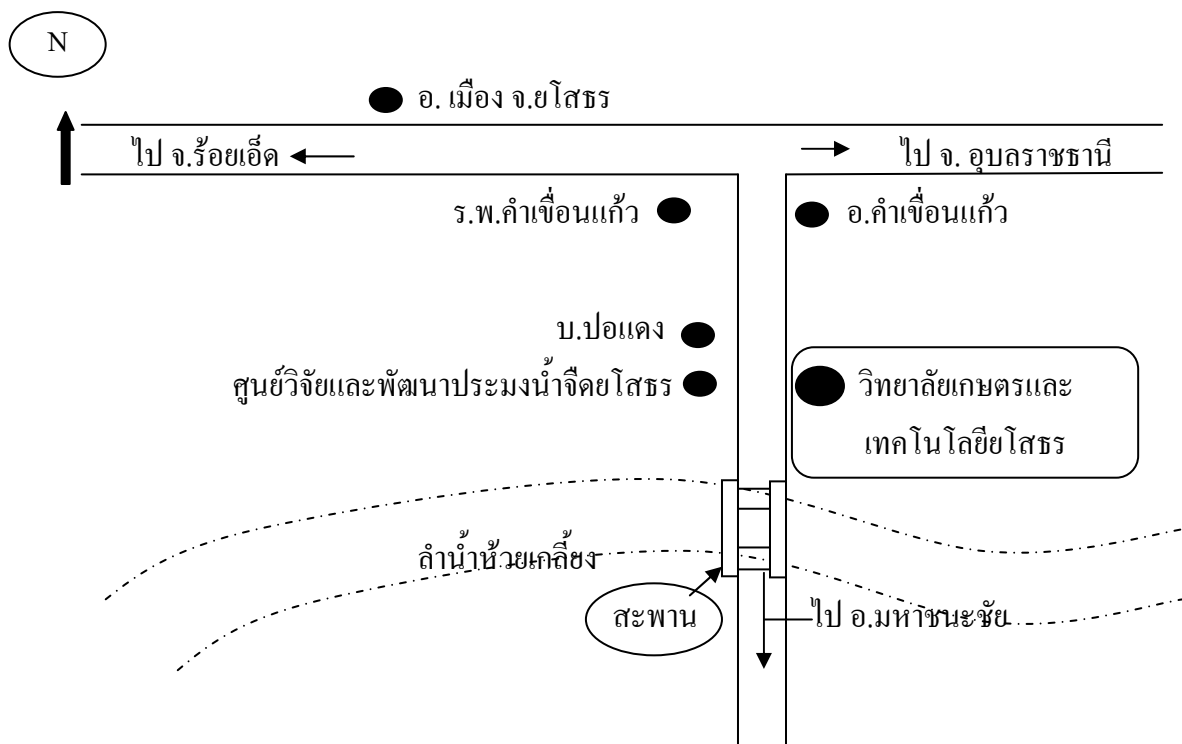 N
อ. เมือง จ.ยโสธร
ไป จ.ร้อยเอ็ด
ไป จ. อุบลราชธานี
ร.พ.คำเขื่อนแก้ว
อ.คำเขื่อนแก้ว
บ.ปอแดง
ศูนย์วิจัยและพัฒนาประมงน้ำจืดยโสธร
วิทยาลัยเกษตรและ
เทคโนโลยียโสธร
ลำน้ำห้วยเกลี้ยง
สะพาน
ไป อ.มหาชนะชัย